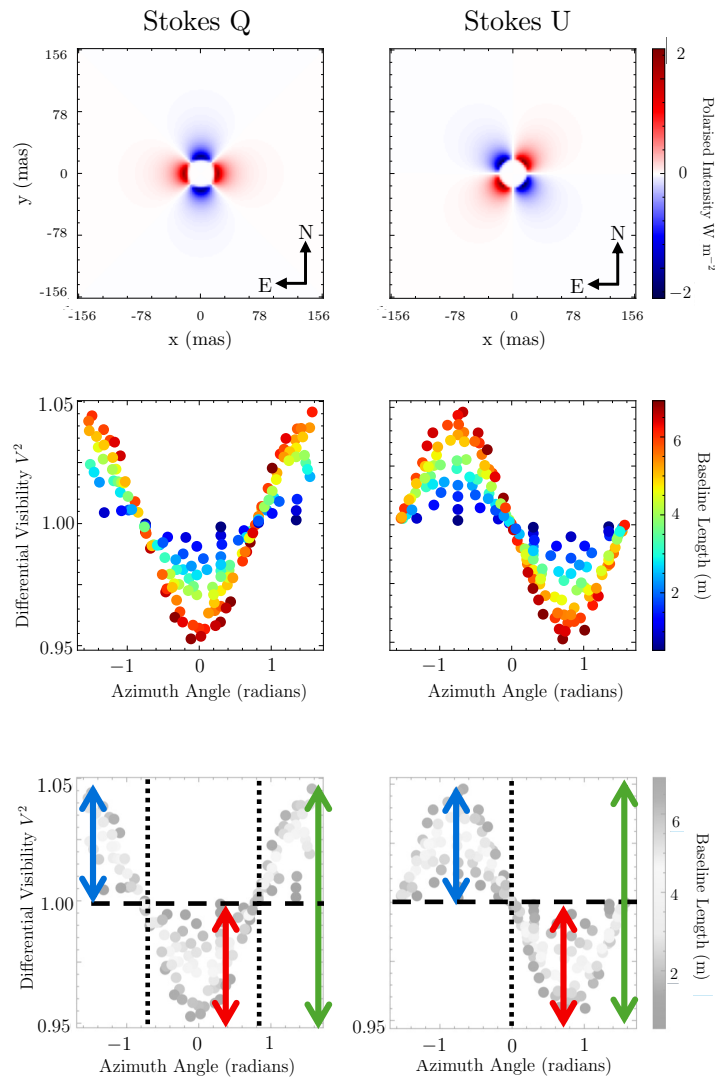 Stokes Q
Stokes U
156
78
0
-78
-156
y (mas)
N
E
-156
-78
0
78
156
x (mas)
N
E
-156
-78
0
78
156
x (mas)
2
1
0
−1
−2
Polarised Intensity W m−2
1.05
1.00
0.95
Differential Visibility V2
−1
0
1
Azimuth Angle (radians)
−1
0
1
Azimuth Angle (radians)
6
4
2
Baseline Length (m)
1.05
1.00
0.95
Differential Visibility V2
−1
0
1
Azimuth Angle (radians)
0.95
−1
0
1
Azimuth Angle (radians)
6
4
2
Baseline Length (m)